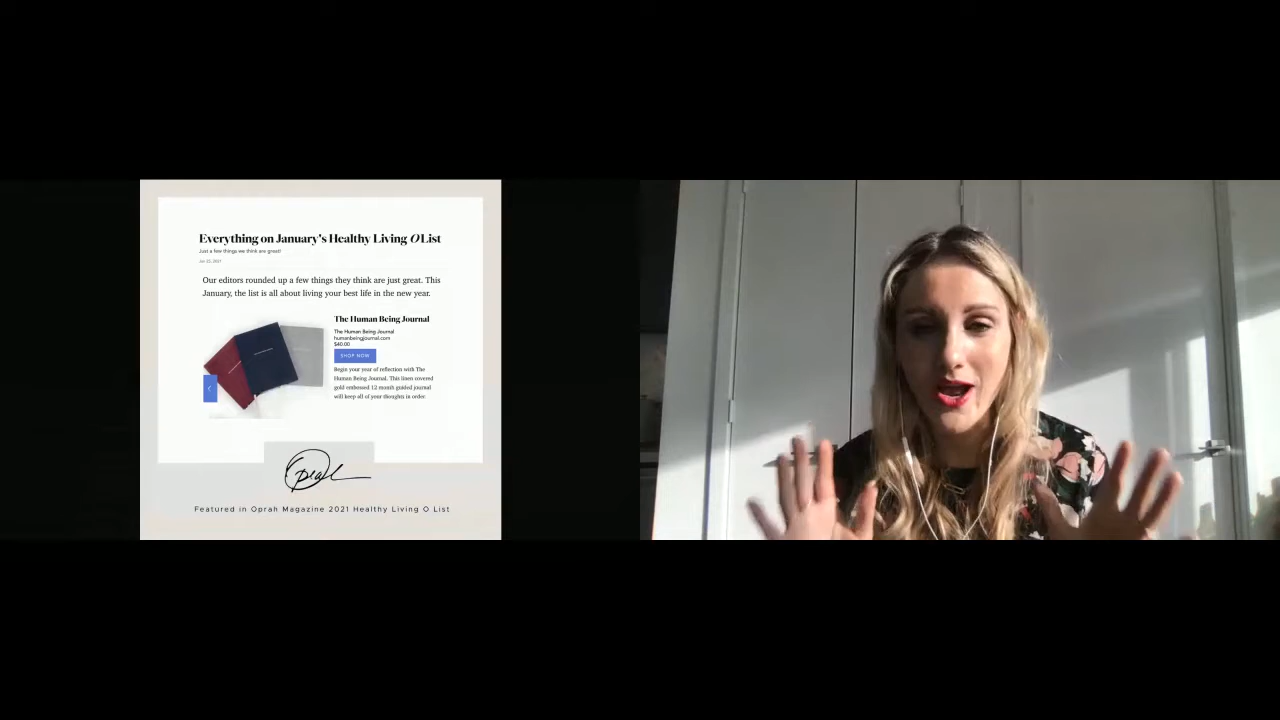 Everything on January's Healthy Living O List
Just a few things we think are great!
Our editors rounded up a few things they think are just great. This
January, the list is all about living your best life in the new year.
The Human Being Journal
The Human Being Journal
humanbeingjournal.com
$40.00
SHOP NOW
Begin your year of reflection with The
Human Being Journal. This linen covered
gold embossed 12 month guided journal
will keep all of your thoughts in order
Oprah
Featured in Oprah Magazine 2021 Healthy Living O List